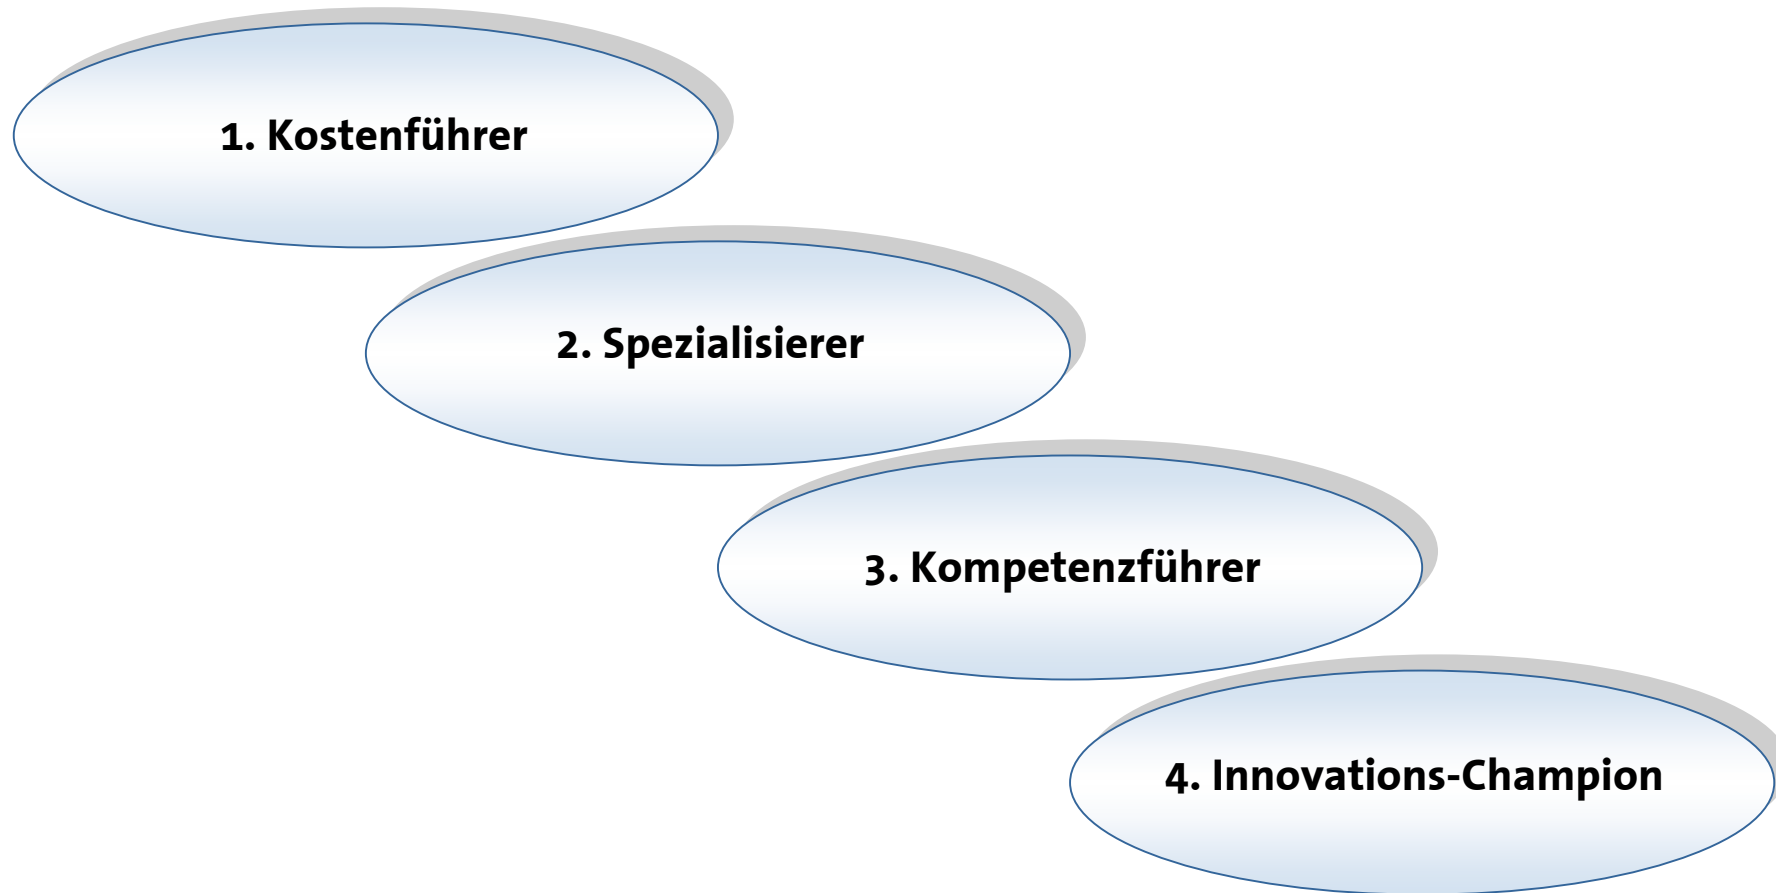 1. Kostenführer
2. Spezialisierer
3. Kompetenzführer
4. Innovations-Champion